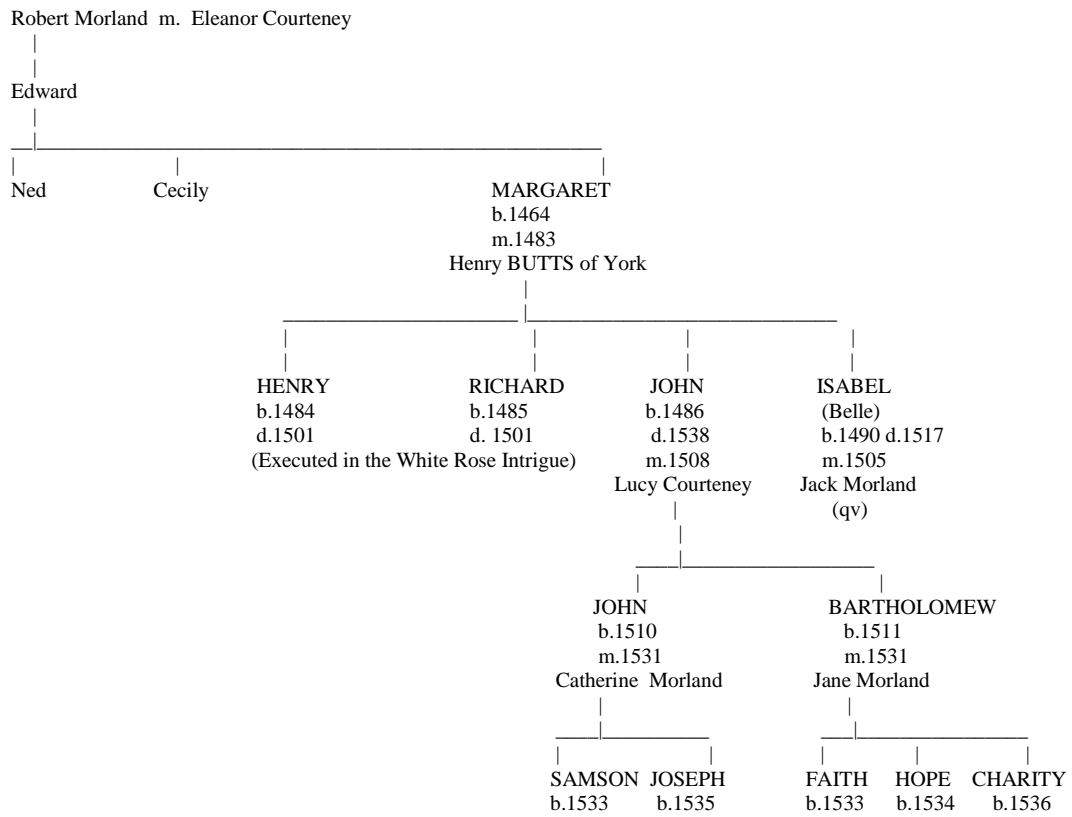 Robert Morland m. Eleanor Courteney
Edward
Ned Cecily MARGARET
b.1464
m.1483
Henry BUTTS of York
HENRY RICHARD JOHN ISABEL
b.1484 b.1485 b.1486 (Belle)
d.1501 d. 1501 d.1538 b.1490 d.1517
(Executed in the White Rose Intrigue) m.1508 m.1505
Lucy Courteney Jack Morland
(qv)
JOHN BARTHOLOMEW
b.1510 b.1511
m.1531 m.1531
Catherine Morland Jane Morland
SAMSON JOSEPH FAITH HOPE CHARITY
b.1533 b.1535 b.1533 b.1534 b.1536